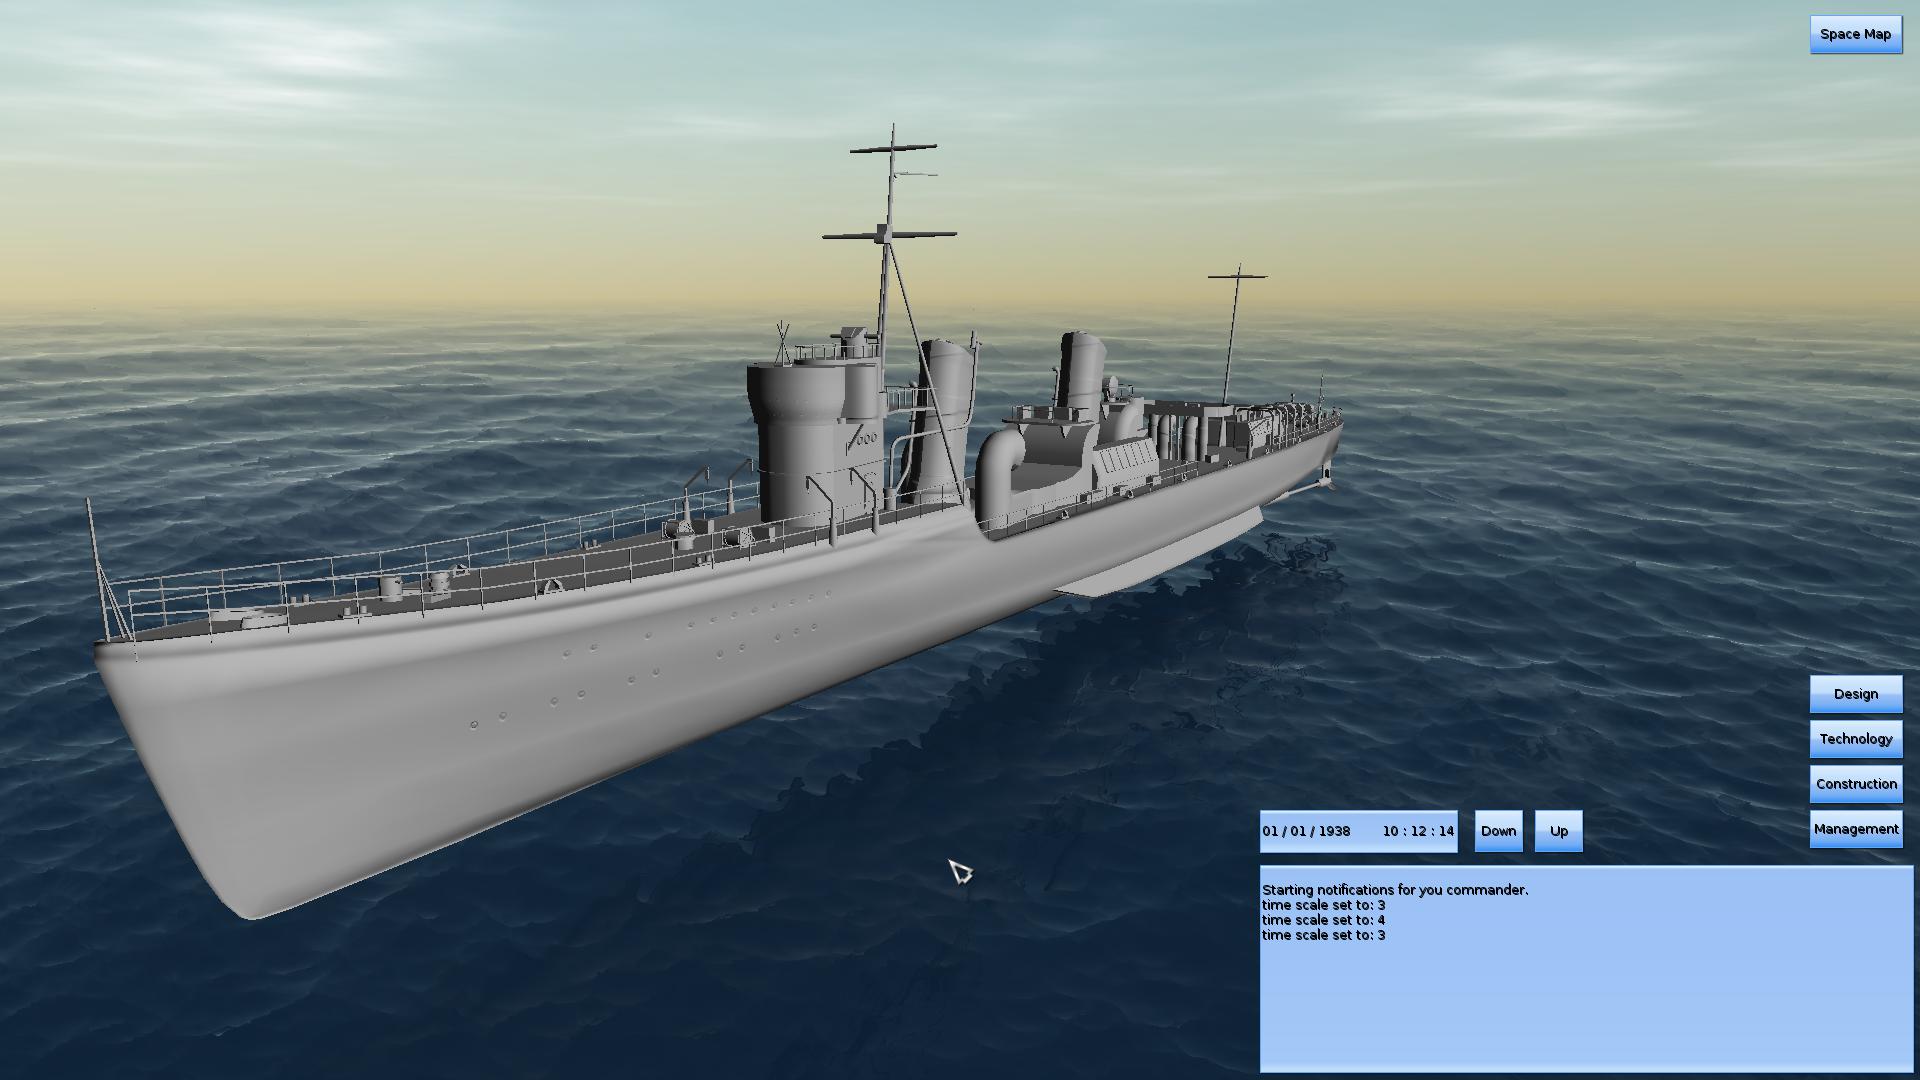 Space Map
Design
Technology
Construction
Management
01 / 01 / 1938 10 : 12 : 14
Down
Up
Starting notifications for you commander.
time scale set to: 3
time scale set to: 4
time scale set to: 3